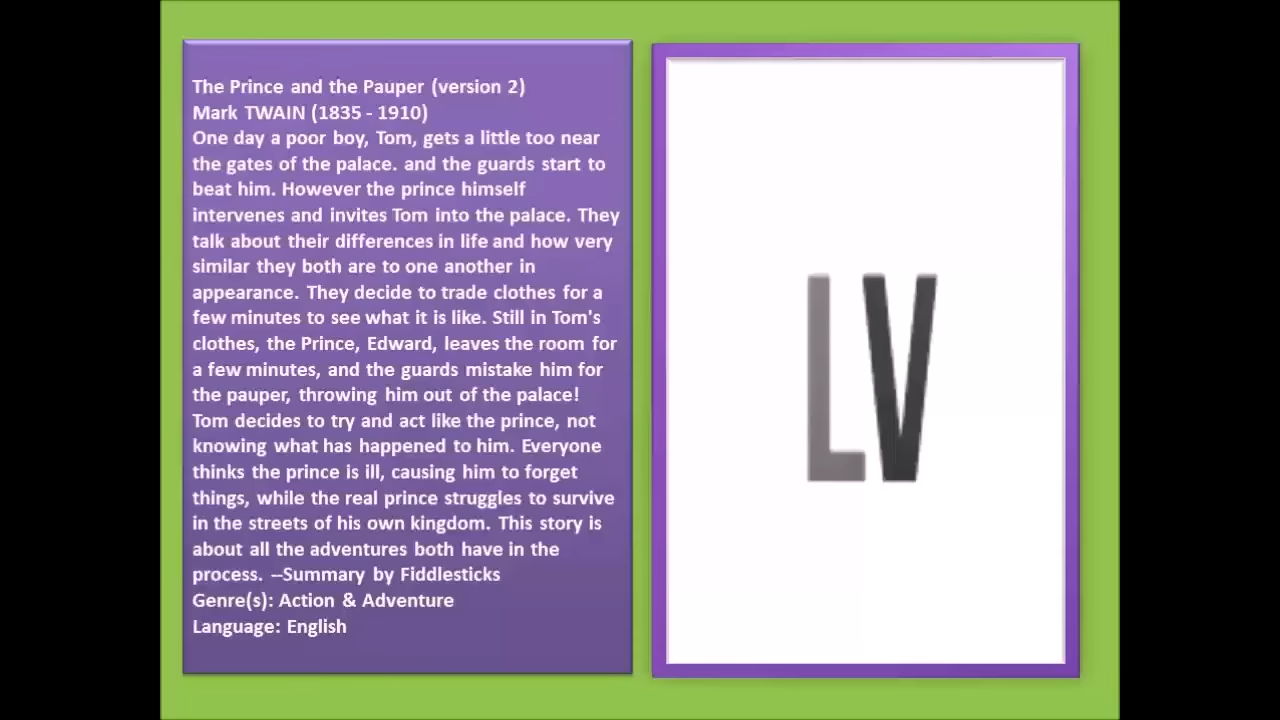 The Prince and the Pauper (version 2)
Mark TWAIN (1835 - 1910)
One day a poor boy, Tom, gets a little too near
the gates of the palace. and the guards start to
beat him. However the prince himself
intervenes and invites Tom into the palace. They
talk about their differences in life and how very
similar they both are to one another in
appearance. They decide to trade clothes for a
few minutes to see what it is like. Still in Tom's
clothes, the Prince, Edward, leaves the room for
a few minutes, and the guards mistake him for
the pauper, throwing him out of the palace!
Tom decides to try and act like the prince, not
knowing what has happened to him. Everyone
thinks the prince is ill, causing him to forget
things, while the real prince struggles to survive
in the streets of his own kingdom. This story is
about all the adventures both have in the
process. --Summary by Fiddlesticks
Genre(s): Action & Adventure
Language: English
LV